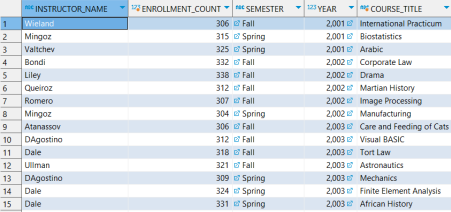 ABC INSTRUCTOR_NAME 123 ENROLLMENT_COUNT ABC SEMESTER 123 YEAR ABC COURSE_TITLE
1 Wieland 306 Fall 2,001 International Practicum
2 Mingoz 315 Spring 2,001 Biostatistics
3 Valtchev 325 Spring 2,001 Arabic
4 Bondi 332 Fall 2,002 Corporate Law
5 Liley 338 Fall 2,002 Drama
6 Queiroz 312 Fall 2,002 Martian History
7 Romero 307 Fall 2,002 Image Processing
8 Mingoz 304 Spring 2,002 Manufacturing
9 Atanassov 306 Fall 2,003 Care and Feeding of Cats
10 DAgostino 312 Fall 2,003 Visual BASIC
11 Dale 318 Fall 2,003 Tort Law
12 Ullman 321 Fall 2,003 Astronautics
13 DAgostino 309 Spring 2,003 Mechanics
14 Dale 324 Spring 2,003 Finite Element Analysis
15 Dale 331 Spring 2,003 African History